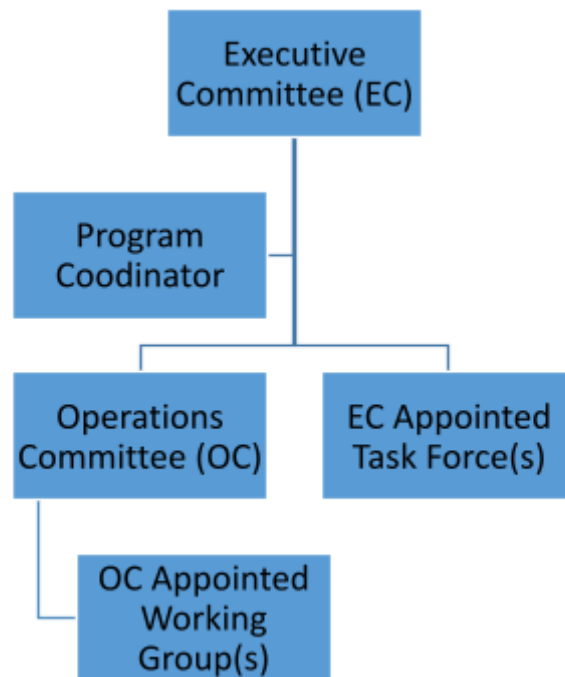 Executive
Committee (EC)
Program
Coodinator
Operations
Committee (OC)
EC Appointed
Task Force(s)
OC Appointed
Working
Group(s)